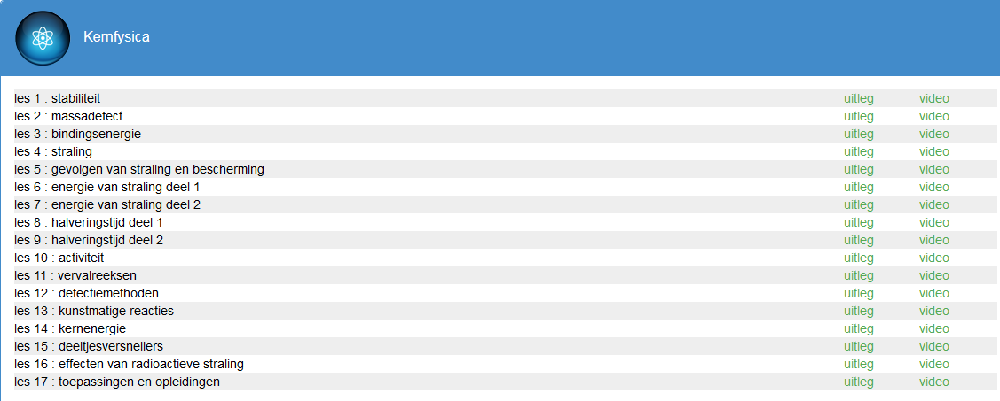 Kernfysica
les 1 : stabiliteit uitleg video
les 2 : massadefect uitleg video
les 3 : bindingsenergie uitleg video
les 4 : straling uitleg video
les 5 : gevolgen van straling en bescherming uitleg video
les 6 : energie van straling deel 1 uitleg video
les 7 : energie van straling deel 2 uitleg video
les 8 : halveringstijd deel 1 uitleg video
les 9 : halveringstijd deel 2 uitleg video
les 10 : activiteit uitleg video
les 11 : vervalreeksen uitleg video
les 12 : detectiemethoden uitleg video
les 13 : kunstmatige reacties uitleg video
les 14 : kernenergie uitleg video
les 15 : deeltjesversnellers uitleg video
les 16 : effecten van radioactieve straling uitleg video
les 17 : toepassingen en opleidingen uitleg video